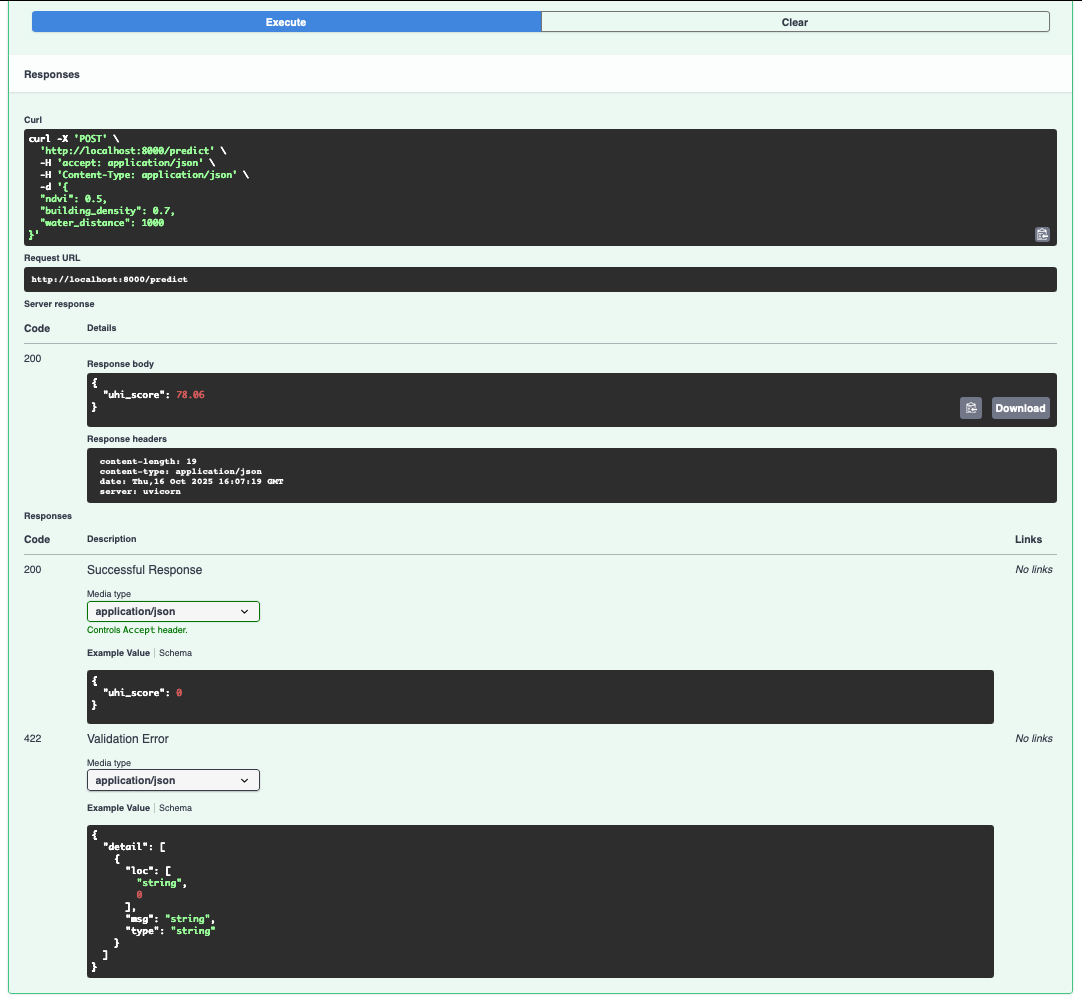 Execute
Clear
Responses
Curl
curl -X 'POST' \
  'http://localhost:8000/predict' \
  -H 'accept: application/json' \
  -H 'Content-Type: application/json' \
  -d '{
  "ndvi": 0.5,
  "building_density": 0.7,
  "water_distance": 1000
}'
Request URL
http://localhost:8000/predict
Server response
Code Details
200
Response body
{
  "uhi_score": 78.06
}
Download
Response headers
content-length: 19
content-type: application/json
date: Thu,16 Oct 2025 16:07:19 GMT
server: uvicorn
Responses
Code Description Links
200 Successful Response No links
Media type
application/json
Controls Accept header.
Example Value | Schema
{
  "uhi_score": 0
}
422 Validation Error No links
Media type
application/json
Example Value | Schema
{
  "detail": [
    {
      "loc": [
        "string",
        0
      ],
      "msg": "string",
      "type": "string"
    }
  ]
}